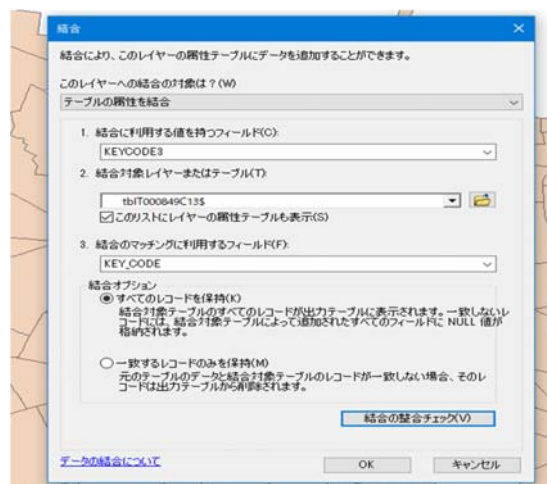 結合
結合により、このレイヤーの属性テーブルにデータを追加することができます。
このレイヤーへの結合の対象は？(W)
テーブルの属性を結合
1. 結合に利用する値を持つフィールド(C):
KEYCODE3
2. 結合対象レイヤーまたはテーブル(T):
tblT000849C13$
このリストにレイヤーの属性テーブルも表示(S)
3. 結合のマッチングに利用するフィールド(F):
KEY_CODE
結合オプション
すべてのレコードを保持(K)
結合対象テーブルのすべてのレコードが出力テーブルに表示されます。一致しないレ
コードには、結合対象テーブルによって追加されたすべてのフィールドに NULL 値が
格納されます。
一致するレコードのみを保持(M)
元のテーブルのデータと結合対象テーブルのレコードが一致しない場合、そのレ
コードは出力テーブルから削除されます。
結合の整合チェック(V)
データの結合について
OK
キャンセル